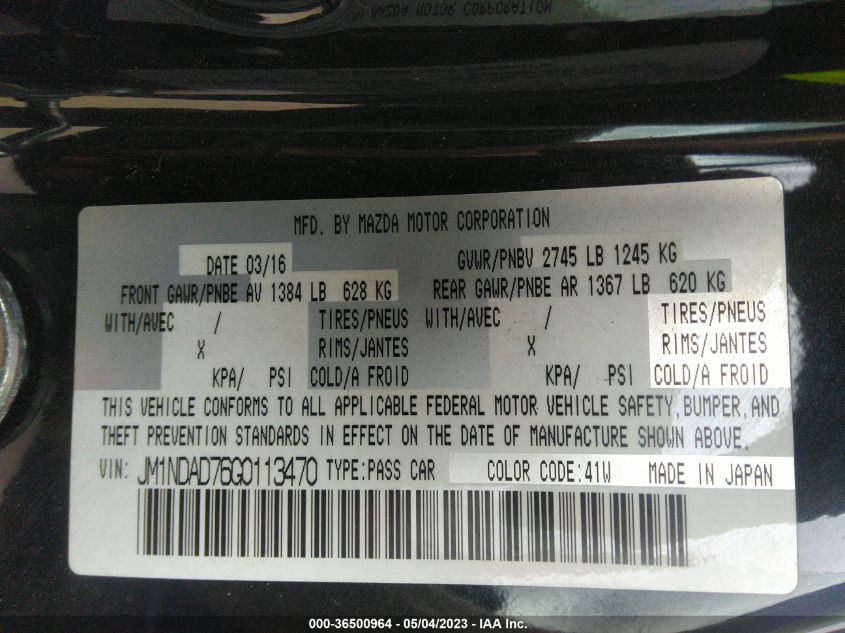 MAZDA MOTOR CORPORATION
MFD. BY MAZDA MOTOR CORPORATION
DATE 03/16 GVWR/PNBV 2745 LB 1245 KG
FRONT GAWR/PNBE AV 1384 LB 628 KG REAR GAWR/PNBE AR 1367 LB 620 KG
WITH/AVEC / TIRES/PNEUS WITH/AVEC / TIRES/PNEUS
X RIMS/JANTES X RIMS/JANTES
KPA/ PSI COLD/A FROID KPA/ PSI COLD/A FROID
THIS VEHICLE CONFORMS TO ALL APPLICABLE FEDERAL MOTOR VEHICLE SAFETY,BUMPER,AND
THEFT PREVENTION STANDARDS IN EFFECT ON THE DATE OF MANUFACTURE SHOWN ABOVE.
VIN: JM1NDAD76G0113470 TYPE:PASS CAR COLOR CODE:41W MADE IN JAPAN
000-36500964 - 05/04/2023 - IAA Inc.